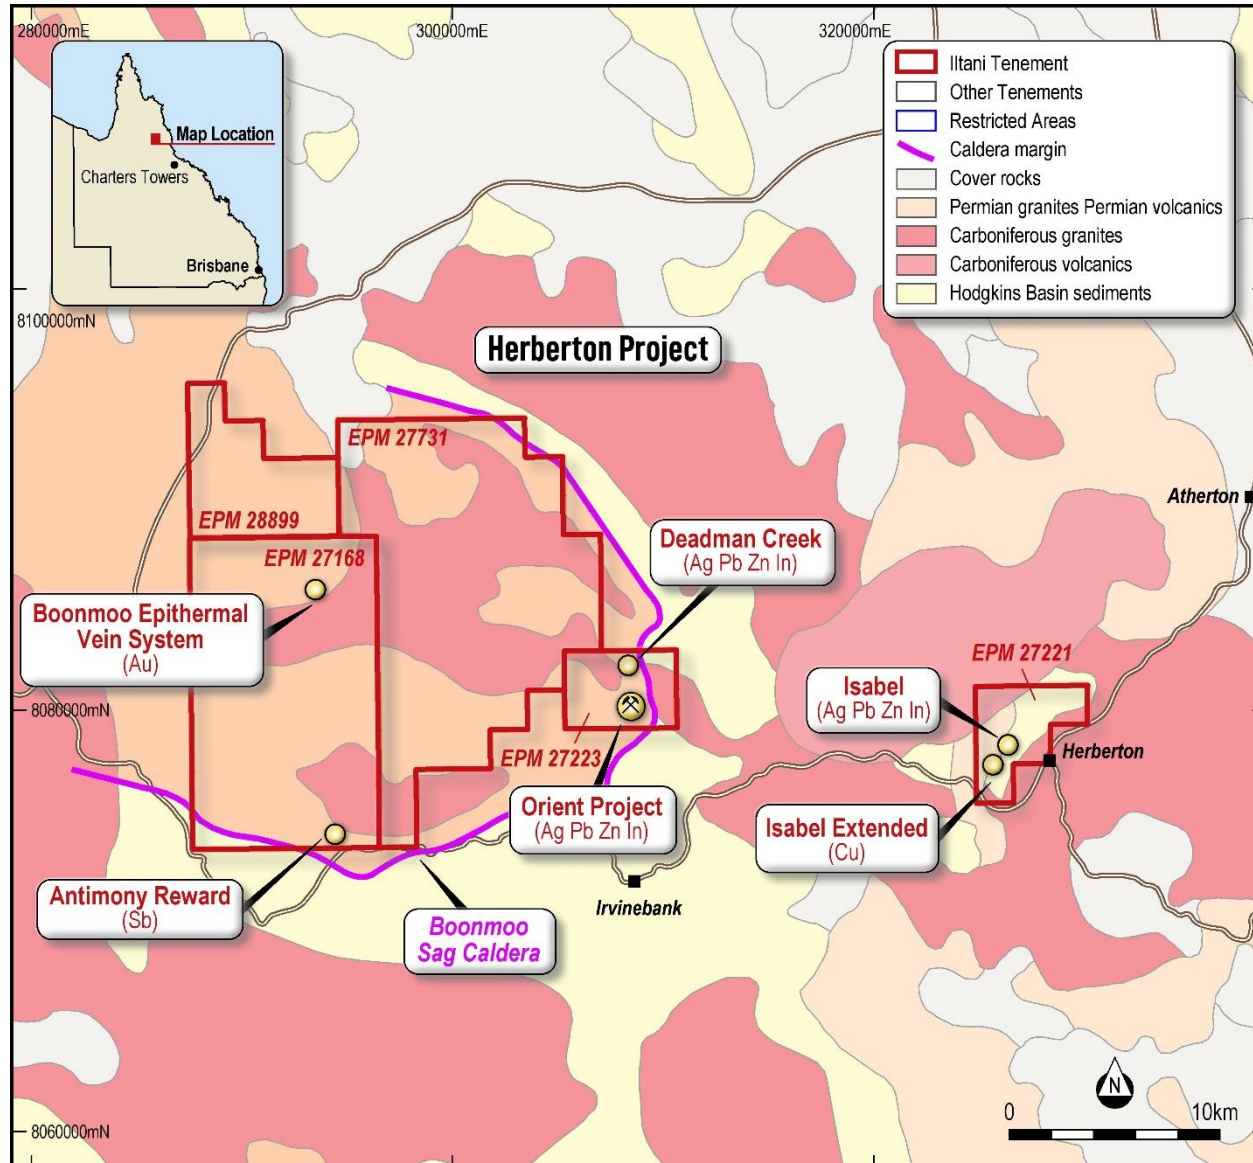 280000mE
300000mE
320000mE
Map Location
Charters Towers
Brisbane
Iltani Tenement
Other Tenements
Restricted Areas
Caldera margin
Cover rocks
Permian granites Permian volcanics
Carboniferous granites
Carboniferous volcanics
Hodgkins Basin sediments
8100000mN
Herberton Project
EPM 27731
Atherton
EPM 28899
EPM 27168
Deadman Creek
(Ag Pb Zn In)
Boonmoo Epithermal
Vein System
(Au)
EPM 27221
Isabel
(Ag Pb Zn In)
8080000mN
EPM 27223
Herberton
Orient Project
(Ag Pb Zn In)
Isabel Extended
(Cu)
Antimony Reward
(Sb)
Irvinebank
Boonmoo
Sag Caldera
N
0
10km
8060000mN